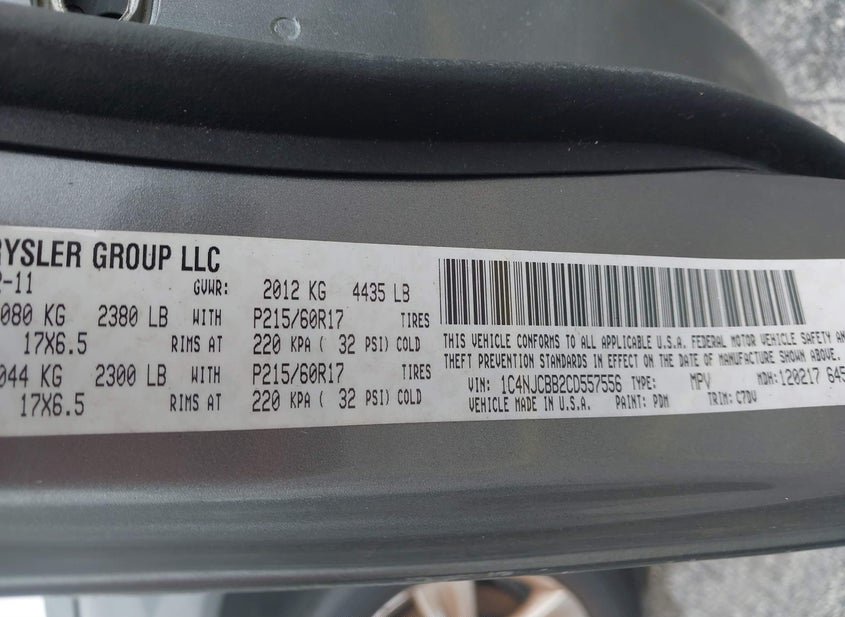 RYSLER GROUP LLC
2-11 GVWR: 2012 KG 4435 LB
080 KG 2380 LB WITH P215/60R17 TIRES
17X6.5 RIMS AT 220 KPA ( 32 PSI) COLD
044 KG 2300 LB WITH P215/60R17 TIRES
17X6.5 RIMS AT 220 KPA ( 32 PSI) COLD
THIS VEHICLE CONFORMS TO ALL APPLICABLE U.S.A. FEDERAL MOTOR VEHICLE SAFETY AN
THEFT PREVENTION STANDARDS IN EFFECT ON THE DATE OF MANUFACTURE SHOWN ABOVE.
VIN: 1C4NJCBB2CD557556 TYPE: MPV MDH: 120217 645
VEHICLE MADE IN U.S.A. PAINT: PDM TRIM: C7DV